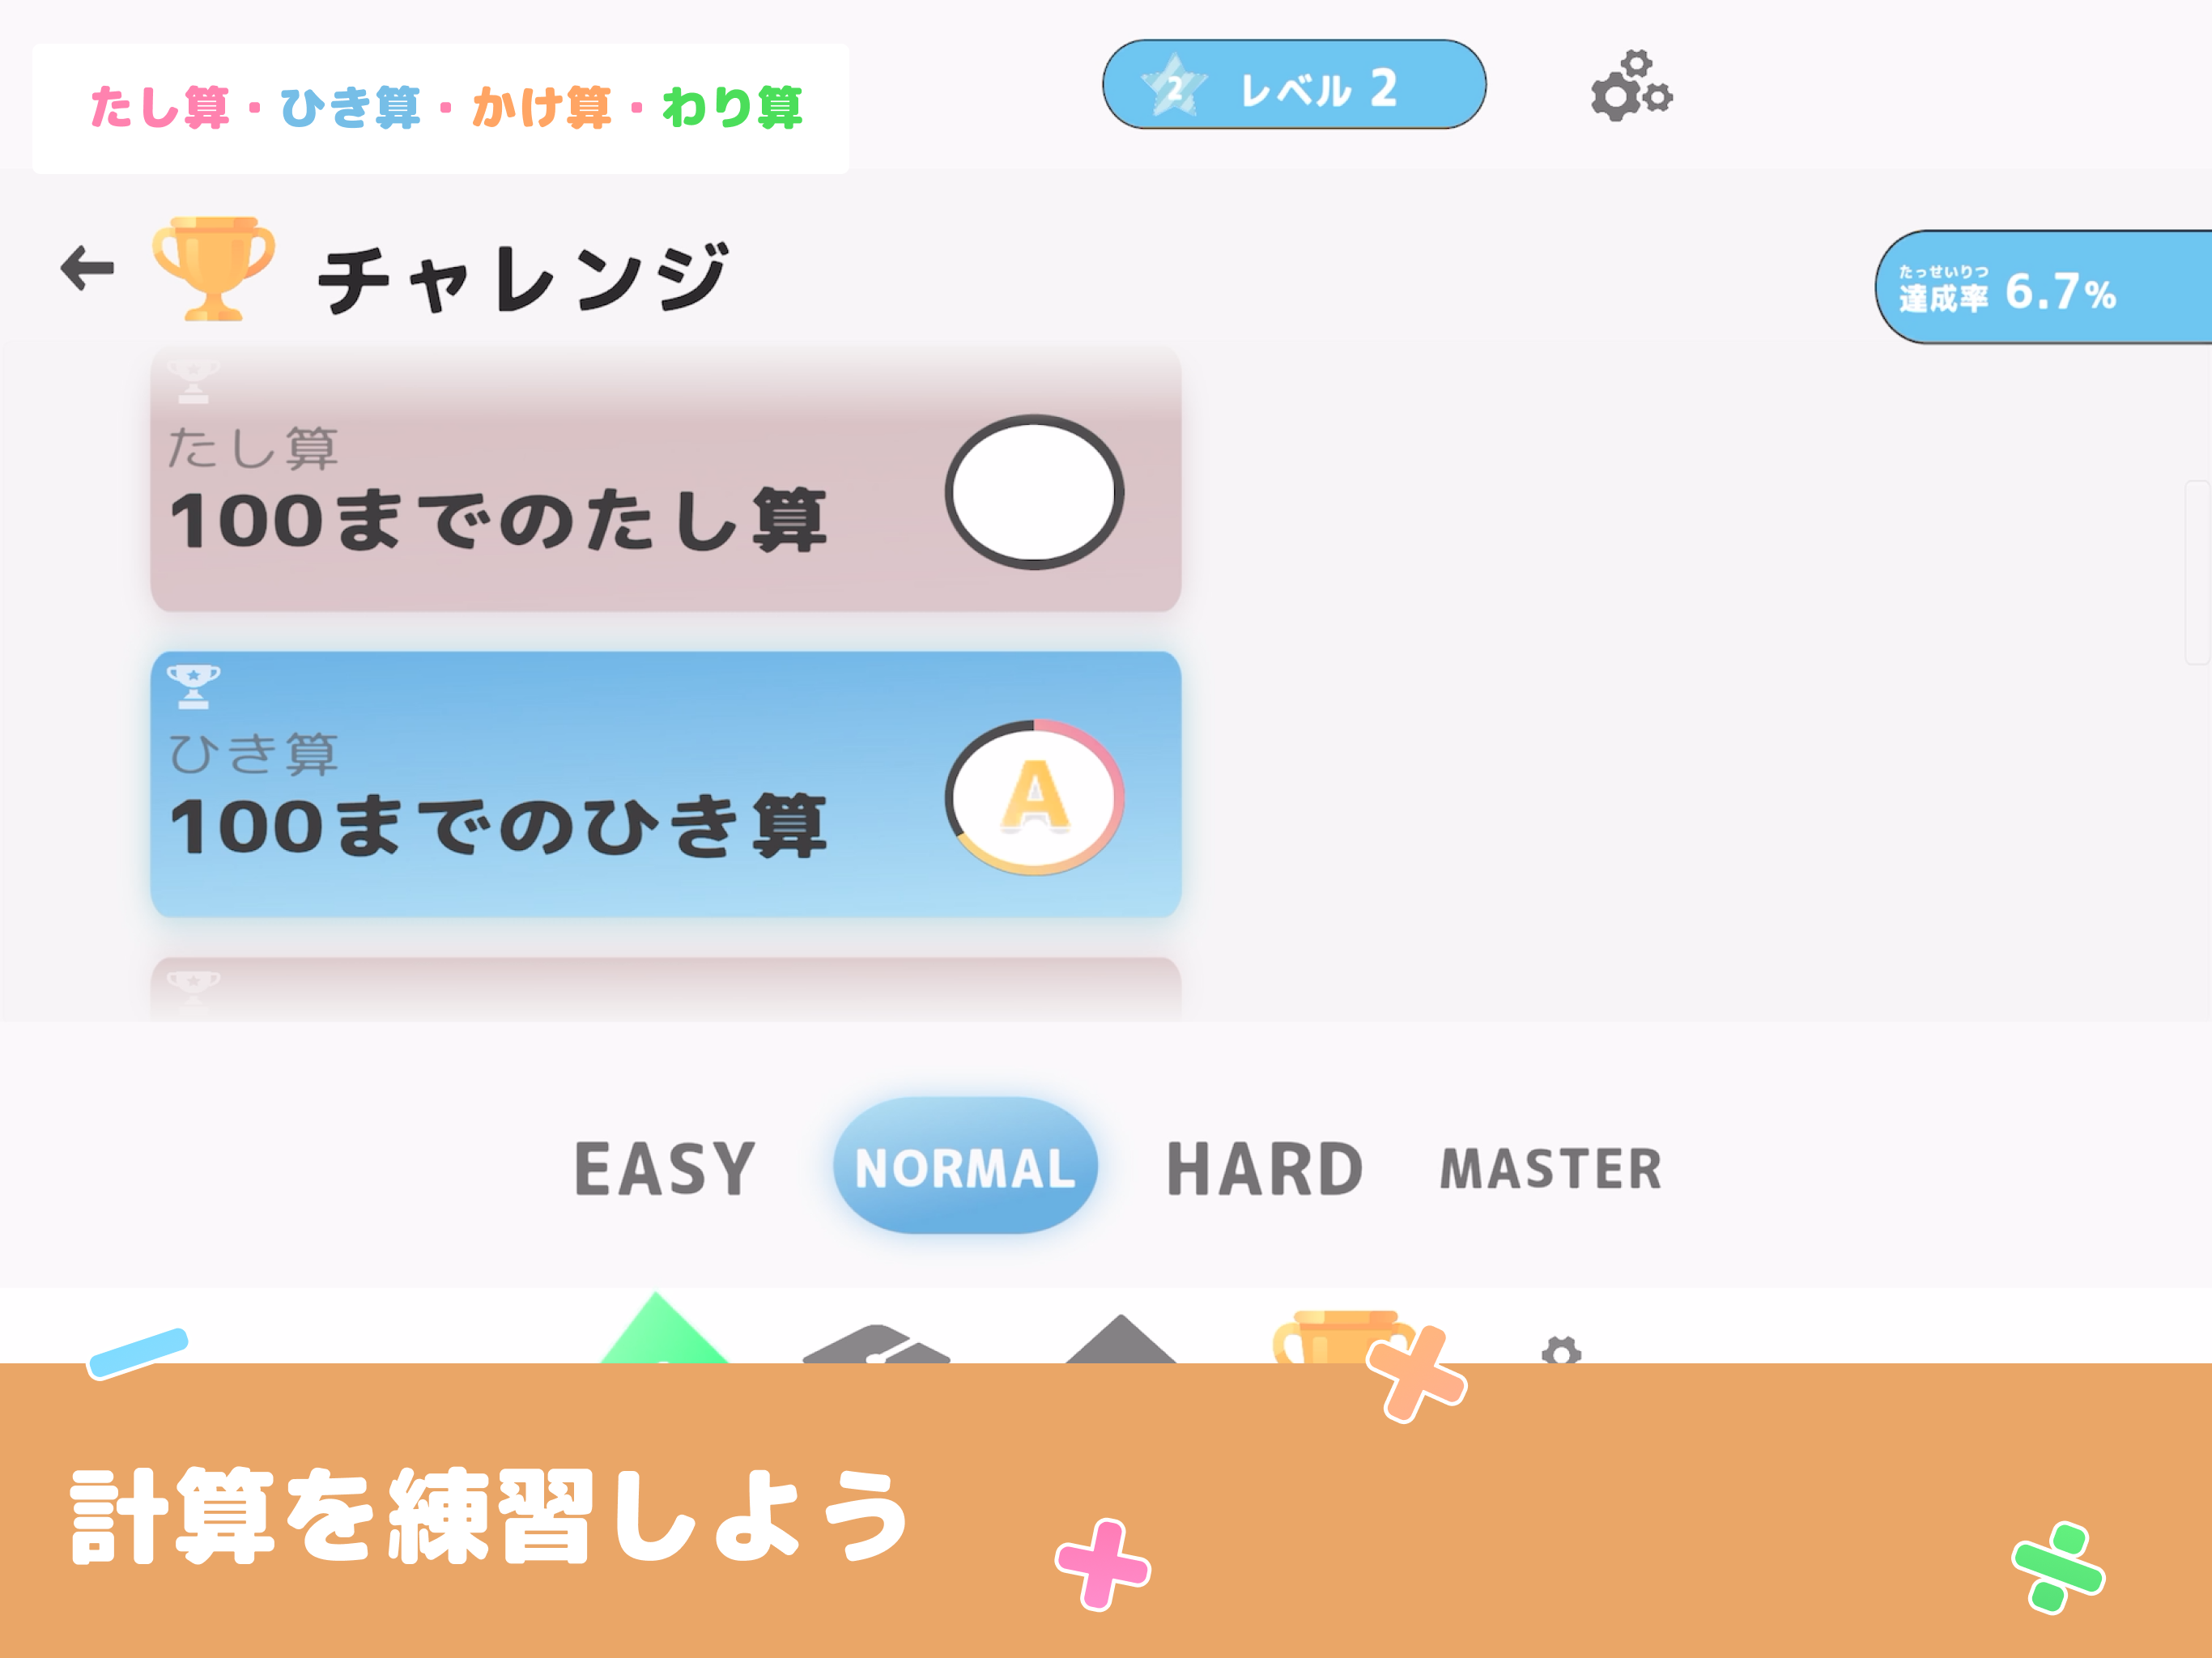 たし算・ひき算・かけ算・わり算
2 レベル 2
チャレンジ
たっせいりつ
達成率 6.7%
たし算
100までのたし算
ひき算
100までのひき算
A
EASY NORMAL HARD MASTER
計算を練習しよう